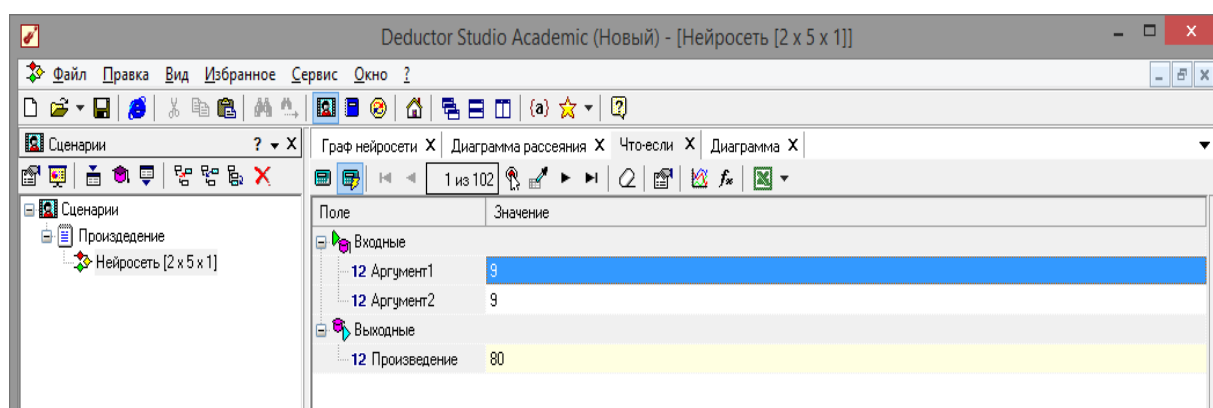 Deductor Studio Academic (Новый) - [Нейросеть [2 x 5 x 1]]
Файл Правка Вид Избранное Сервис Окно ?
{a}
Сценарии ?
Граф нейросети X Диаграмма рассеяния X Что-если X Диаграмма X
1 из 102 fx
Сценарии
Произдедение
Нейросеть [2 x 5 x 1]
Поле Значение
Входные
12 Аргумент1 9
12 Аргумент2 9
Выходные
12 Произведение 80